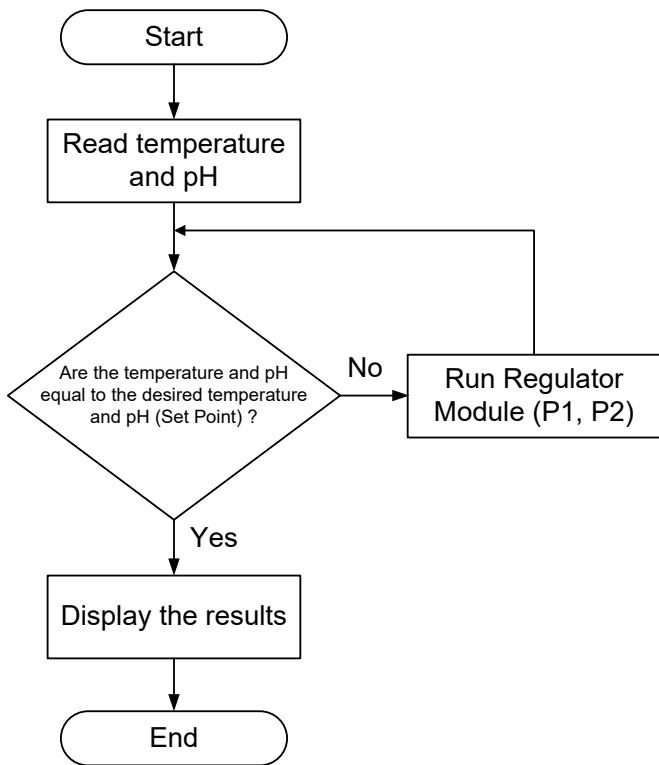 Start
Read temperature
and pH
Are the temperature and pH
equal to the desired temperature
and pH (Set Point) ?
No
Run Regulator
Module (P1, P2)
Yes
Display the results
End